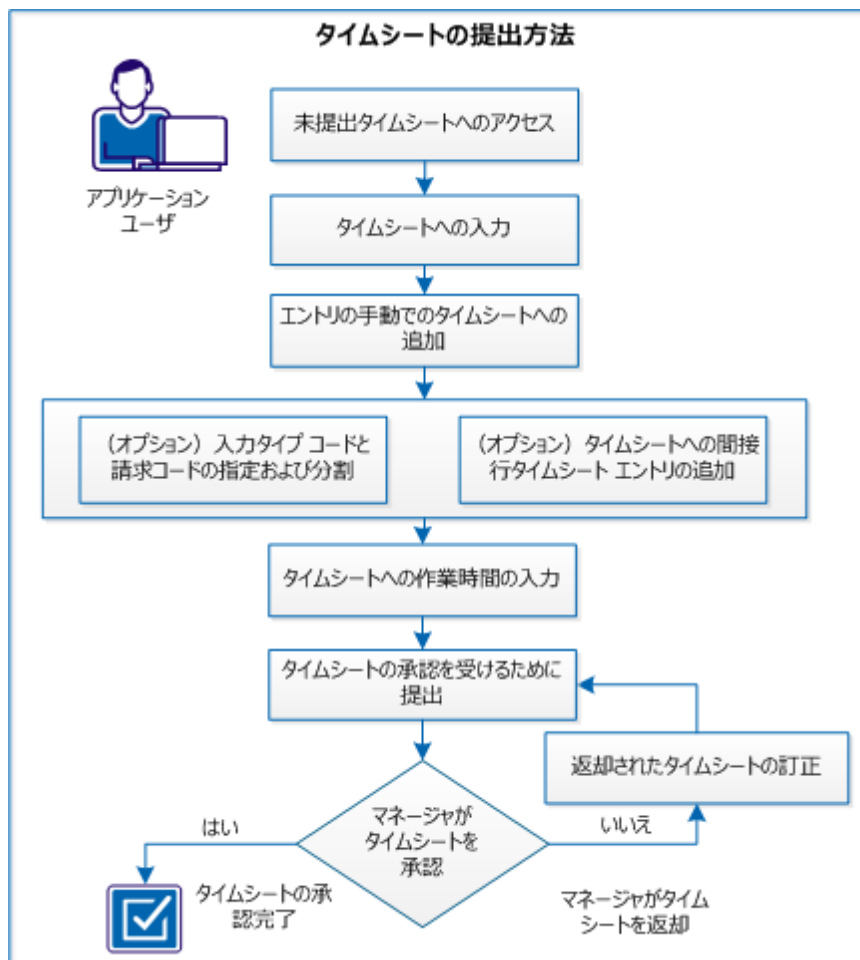 タイムシートの提出方法
アプリケーション
ユーザ
未提出タイムシートへのアクセス
タイムシートへの入力
エントリの手動でのタイムシートへの
追加
（オプション）入力タイプ コードと
請求コードの指定および分割
（オプション）タイムシートへの間接
行タイムシート エントリの追加
タイムシートへの作業時間の入力
タイムシートの承認を受けるために
提出
返却されたタイムシートの訂正
マネージャが
タイムシートを
承認
はい
いいえ
タイムシートの承
認完了
マネージャがタイム
シートを返却